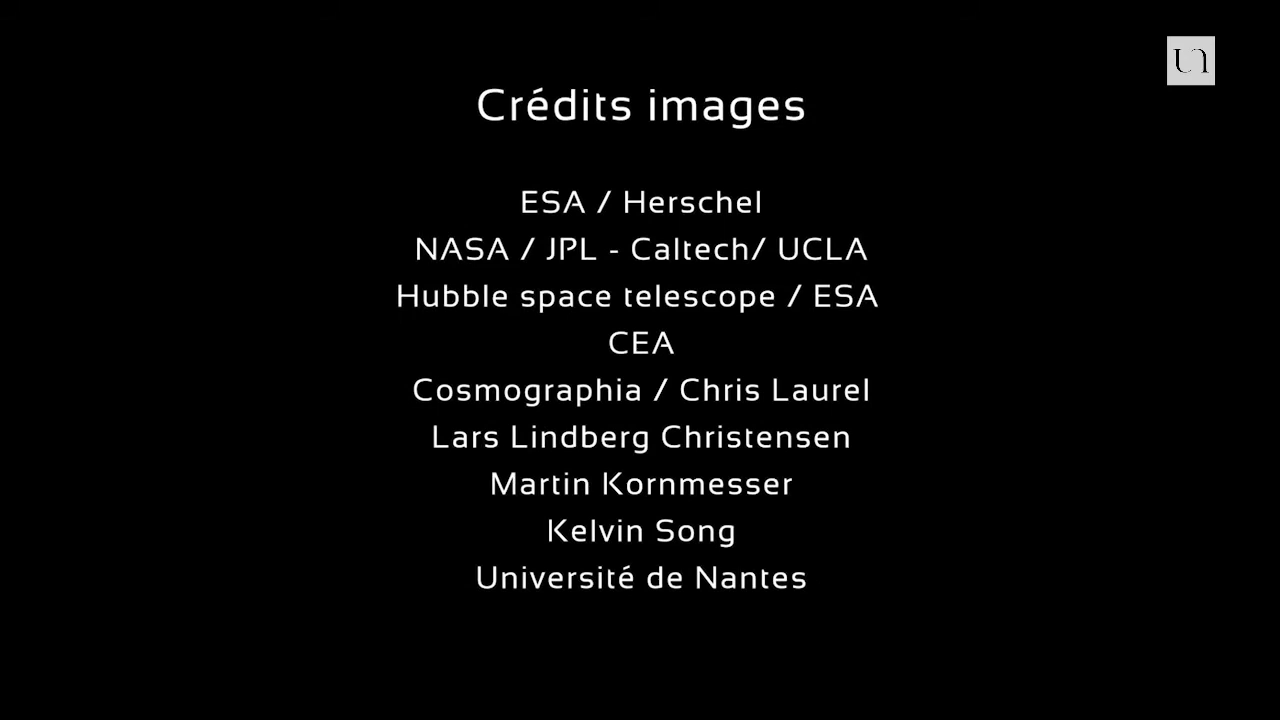 Crédits images
ESA / Herschel
NASA / JPL - Caltech/ UCLA
Hubble space telescope / ESA
CEA
Cosmographia / Chris Laurel
Lars Lindberg Christensen
Martin Kornmesser
Kelvin Song
Université de Nantes